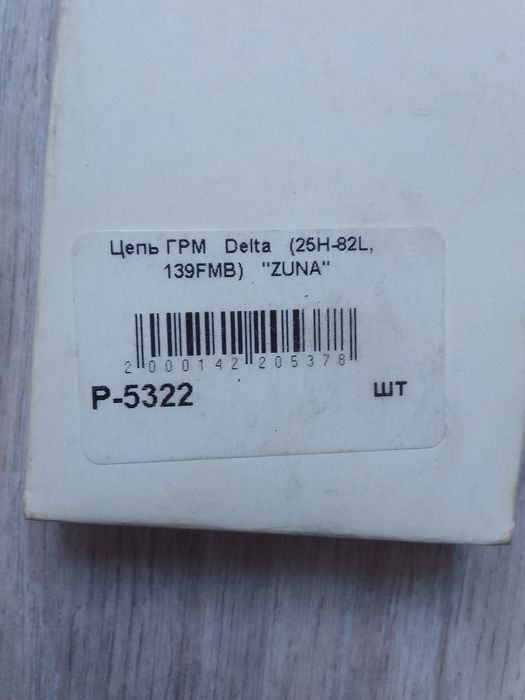 Цепь ГРМ Delta (25H-82L,
139FMB) "ZUNA"
2 000142 205378
P-5322 шт